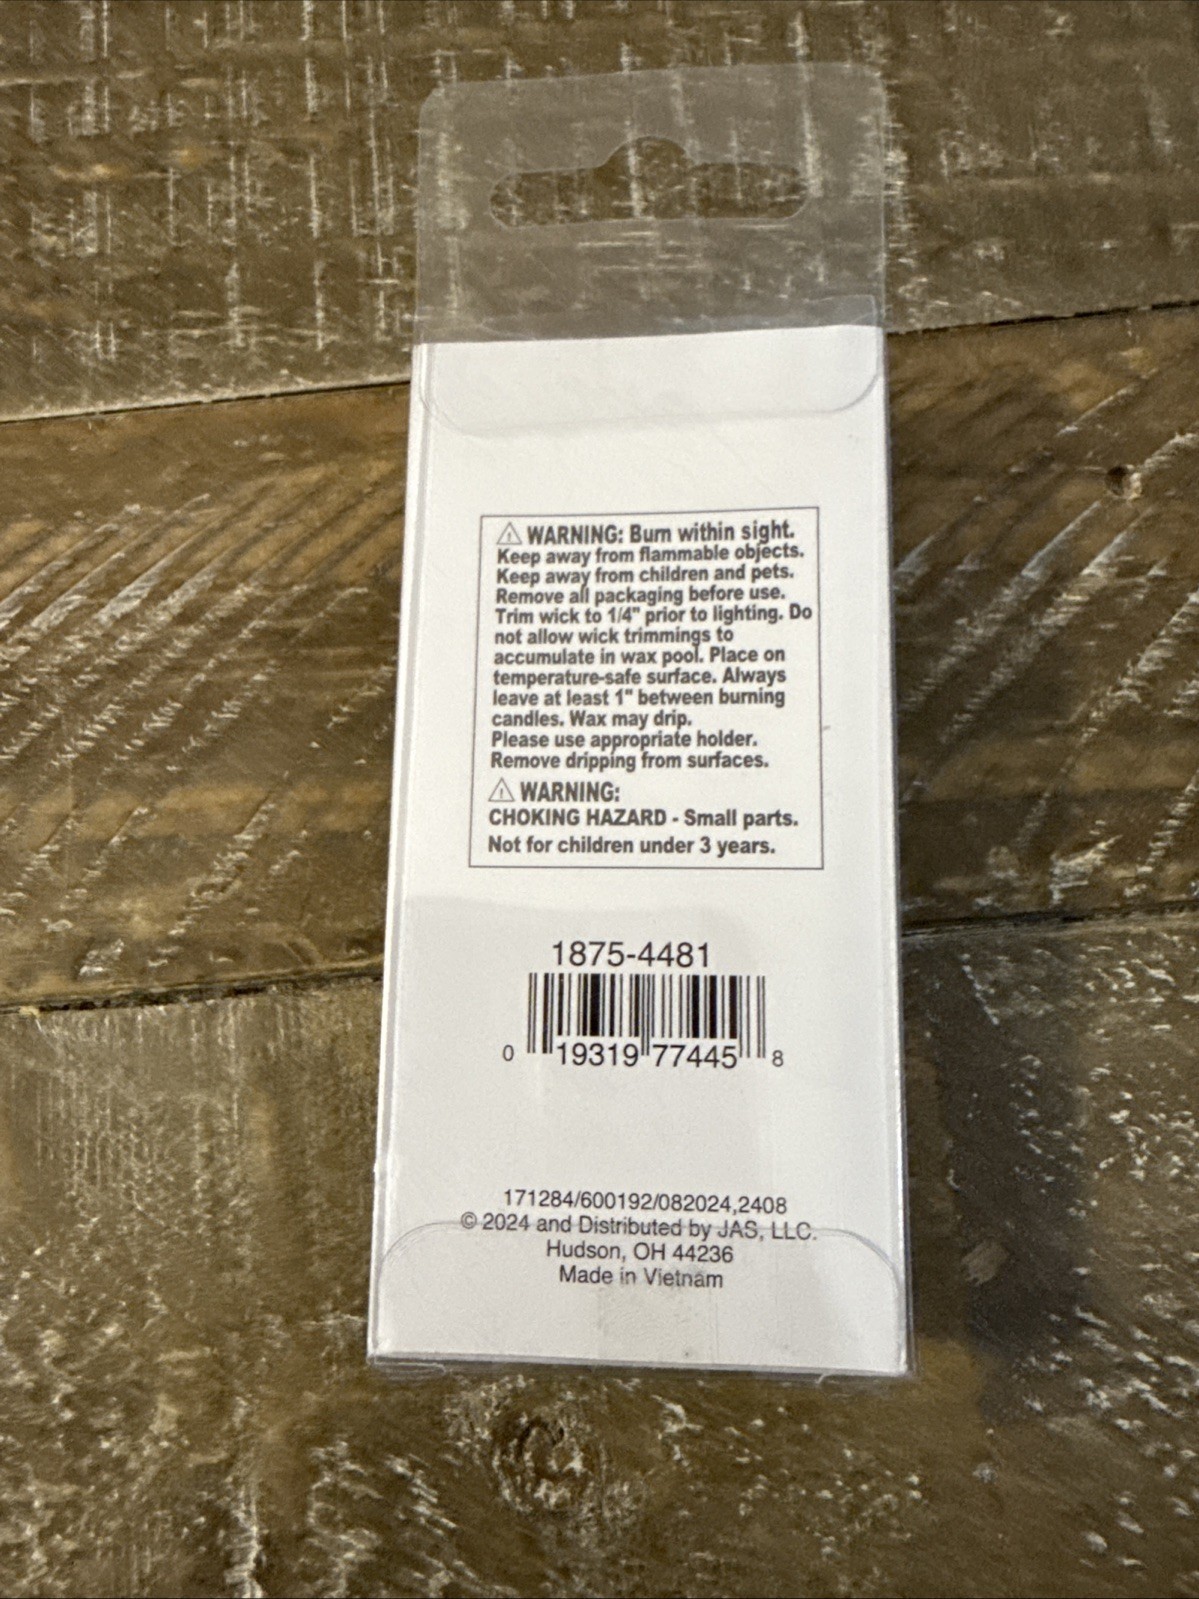 WARNING: Burn within sight.
Keep away from flammable objects.
Keep away from children and pets.
Remove all packaging before use.
Trim wick to 1/4" prior to lighting. Do
not allow wick trimmings to
accumulate in wax pool. Place on
temperature-safe surface. Always
leave at least 1" between burning
candles. Wax may drip.
Please use appropriate holder.
Remove dripping from surfaces.
WARNING:
CHOKING HAZARD - Small parts.
Not for children under 3 years.
1875-4481
0 19319 77445 8
171284/600192/082024,2408
© 2024 and Distributed by JAS, LLC.
Hudson, OH 44236
Made in Vietnam